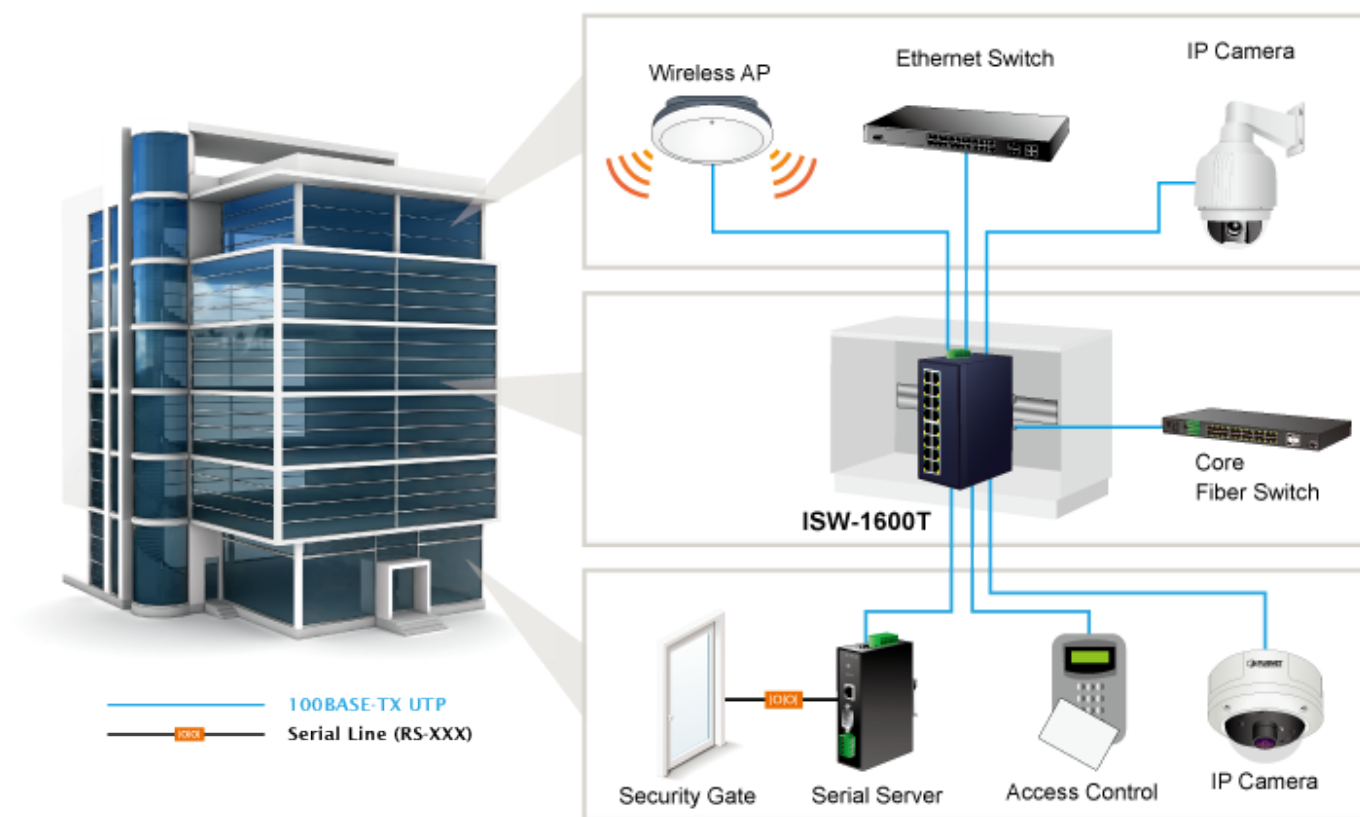 Wireless AP
Ethernet Switch
IP Camera
ISW-1600T
Core
Fiber Switch
100BASE-TX UTP
|O|O|
Serial Line (RS-XXX)
|O|O|
PLANET
Security Gate
Serial Server
Access Control
IP Camera